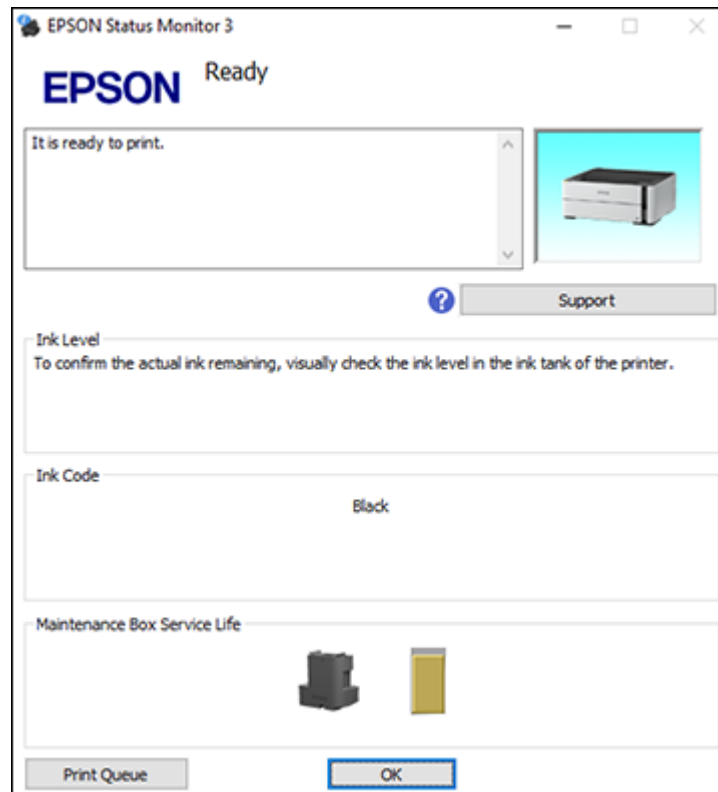 EPSON Status Monitor 3
EPSON
Ready
It is ready to print.
Support
Ink Level
To confirm the actual ink remaining, visually check the ink level in the ink tank of the printer.
Ink Code
Black
Maintenance Box Service Life
Print Queue
OK